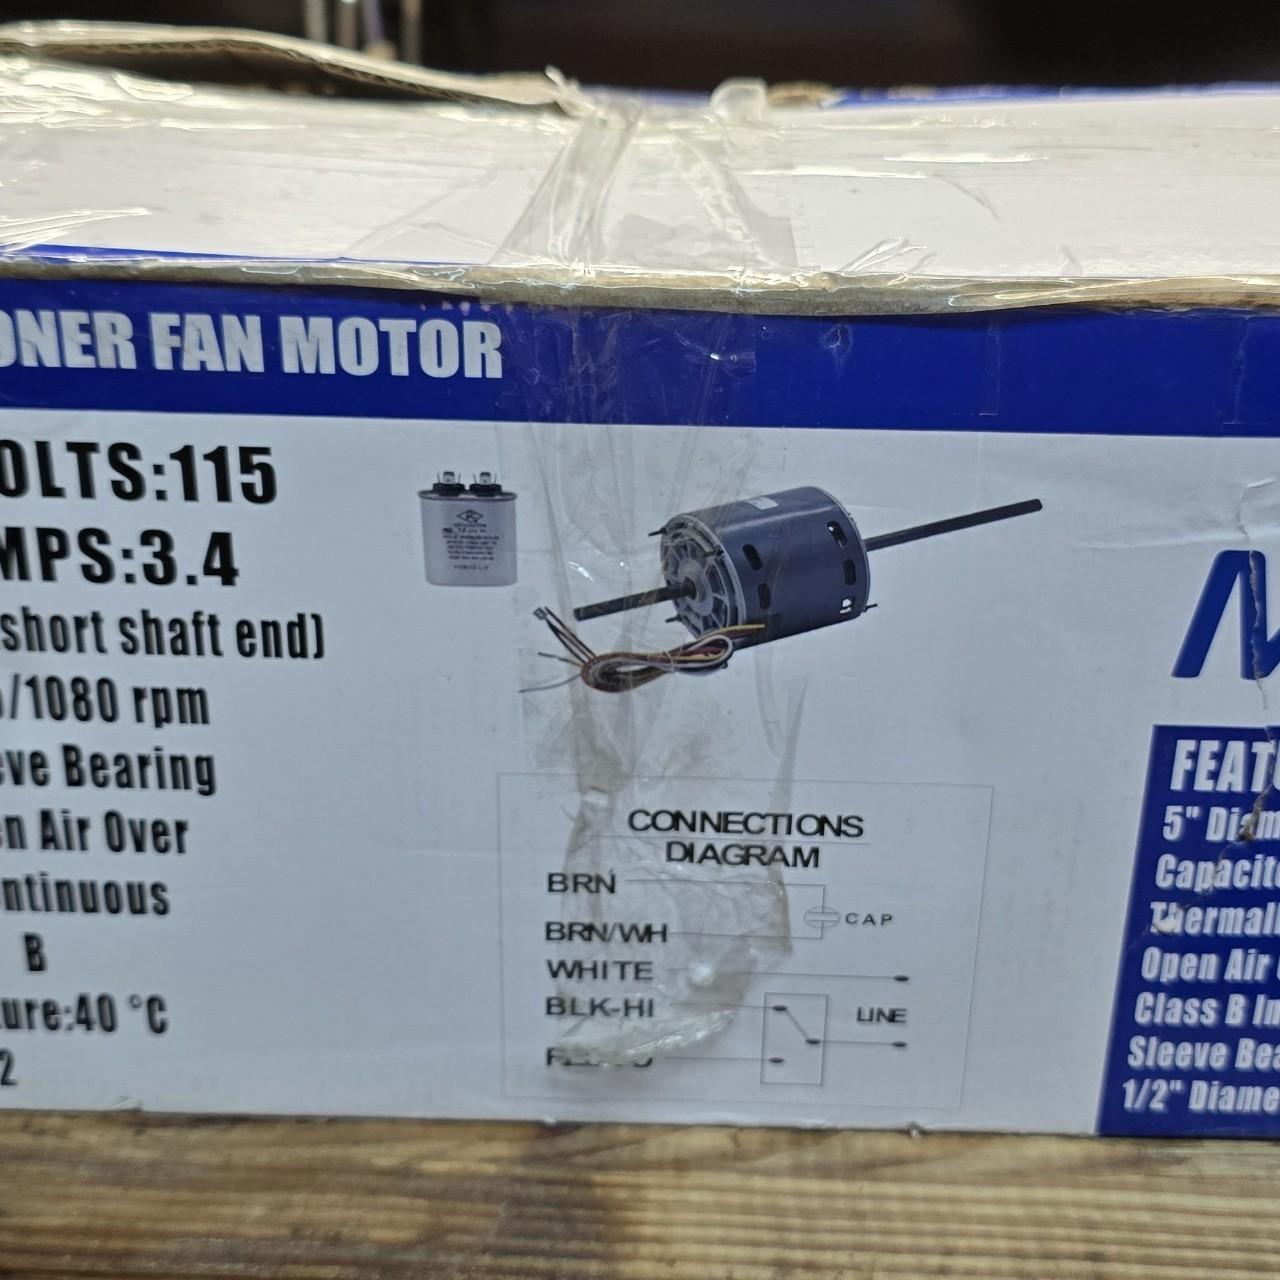 ONER FAN MOTOR
OLTS:115
MPS:3.4
short shaft end)
/1080 rpm
eve Bearing
en Air Over
ntinuous
B
ture:40 °C
2
CONNECTIONS
DIAGRAM
BRN
CAP
BRN/WH
WHITE
BLK-HI
LINE
FEAT
5" Diam
Capacito
Thermall
Open Air
Class B In
Sleeve Bea
1/2" Diame